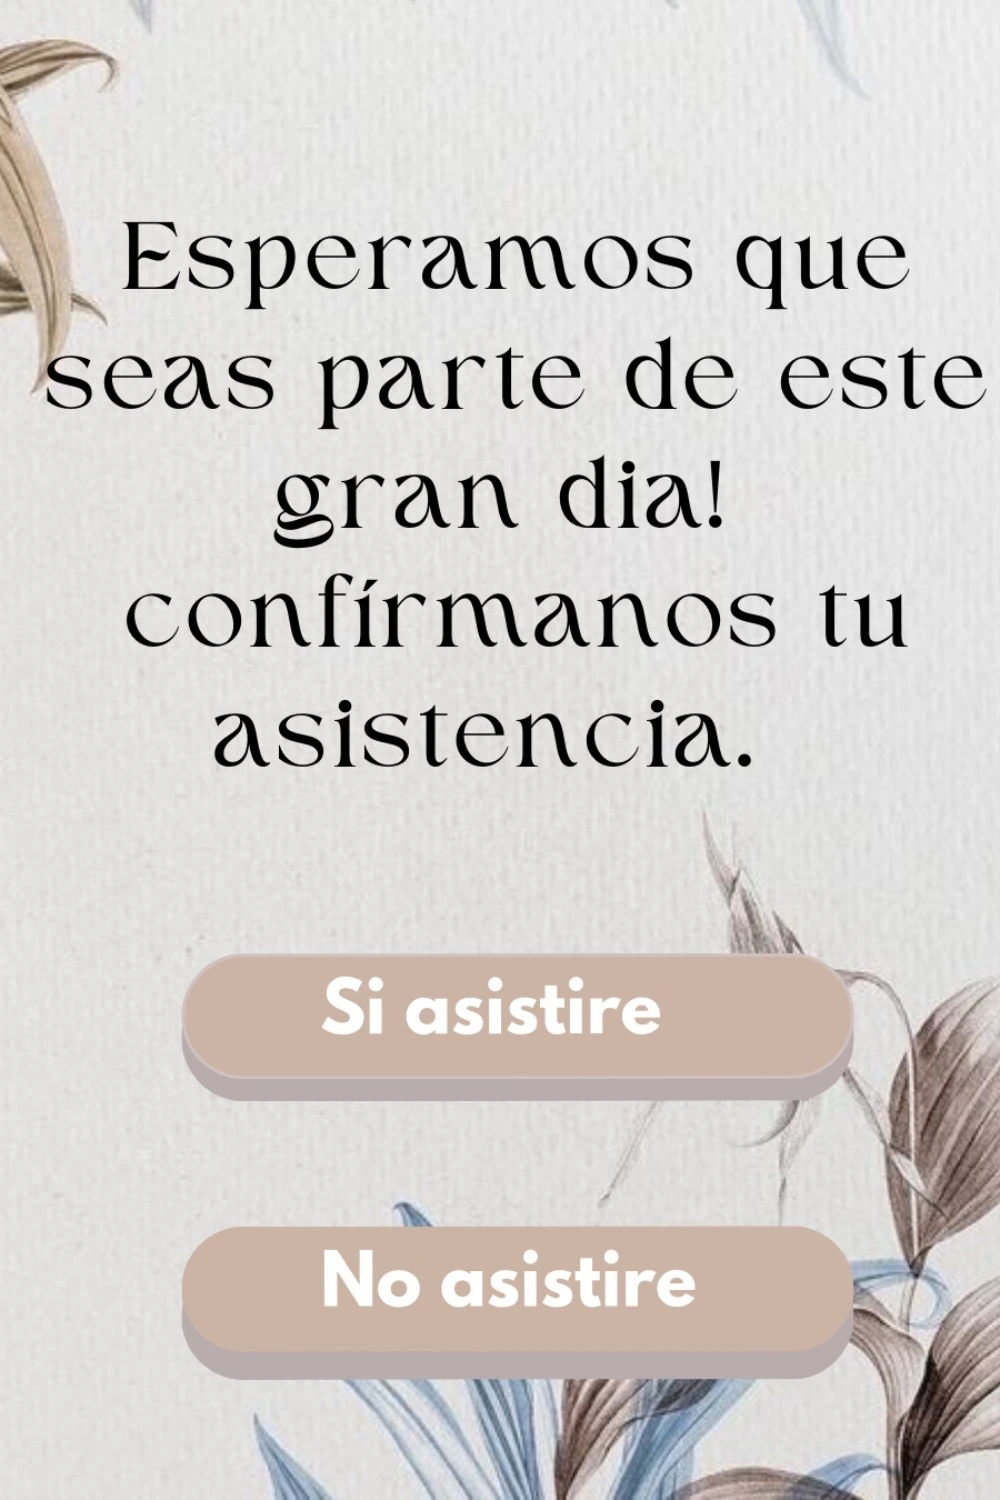 Esperamos que
seas parte de este
gran dia!
confírmanos tu
asistencia.
Si asistire
No asistire